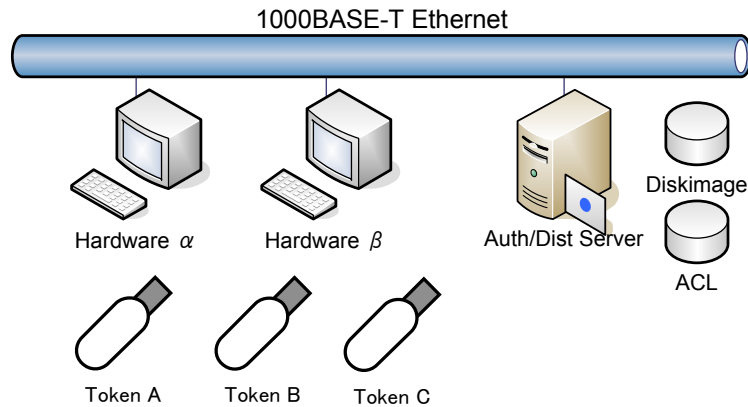 1000BASE-T Ethernet
Hardware α
Hardware β
Auth/Dist Server
Diskimage
ACL
Token A
Token B
Token C